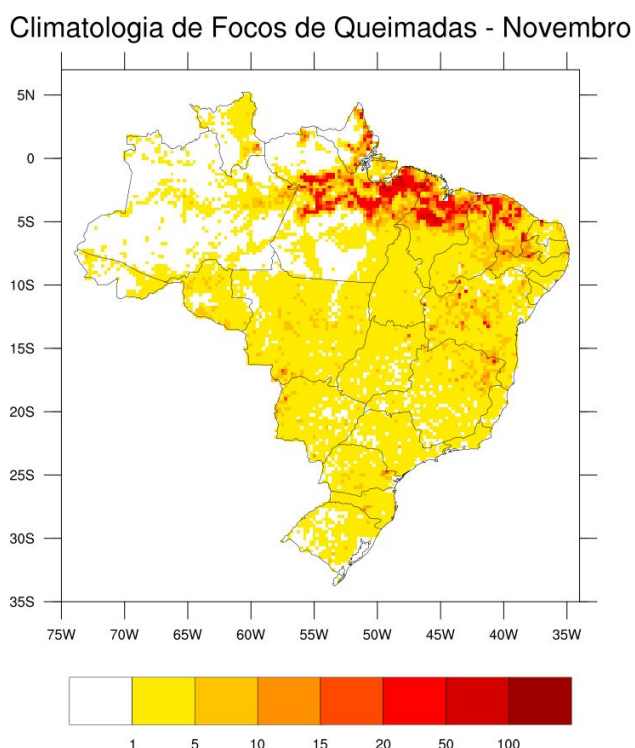 Climatologia de Focos de Queimadas - Novembro
5N
0
5S
10S
15S
20S
25S
30S
35S
75W 70W 65W 60W 55W 50W 45W 40W 35W
1 5 10 15 20 50 100